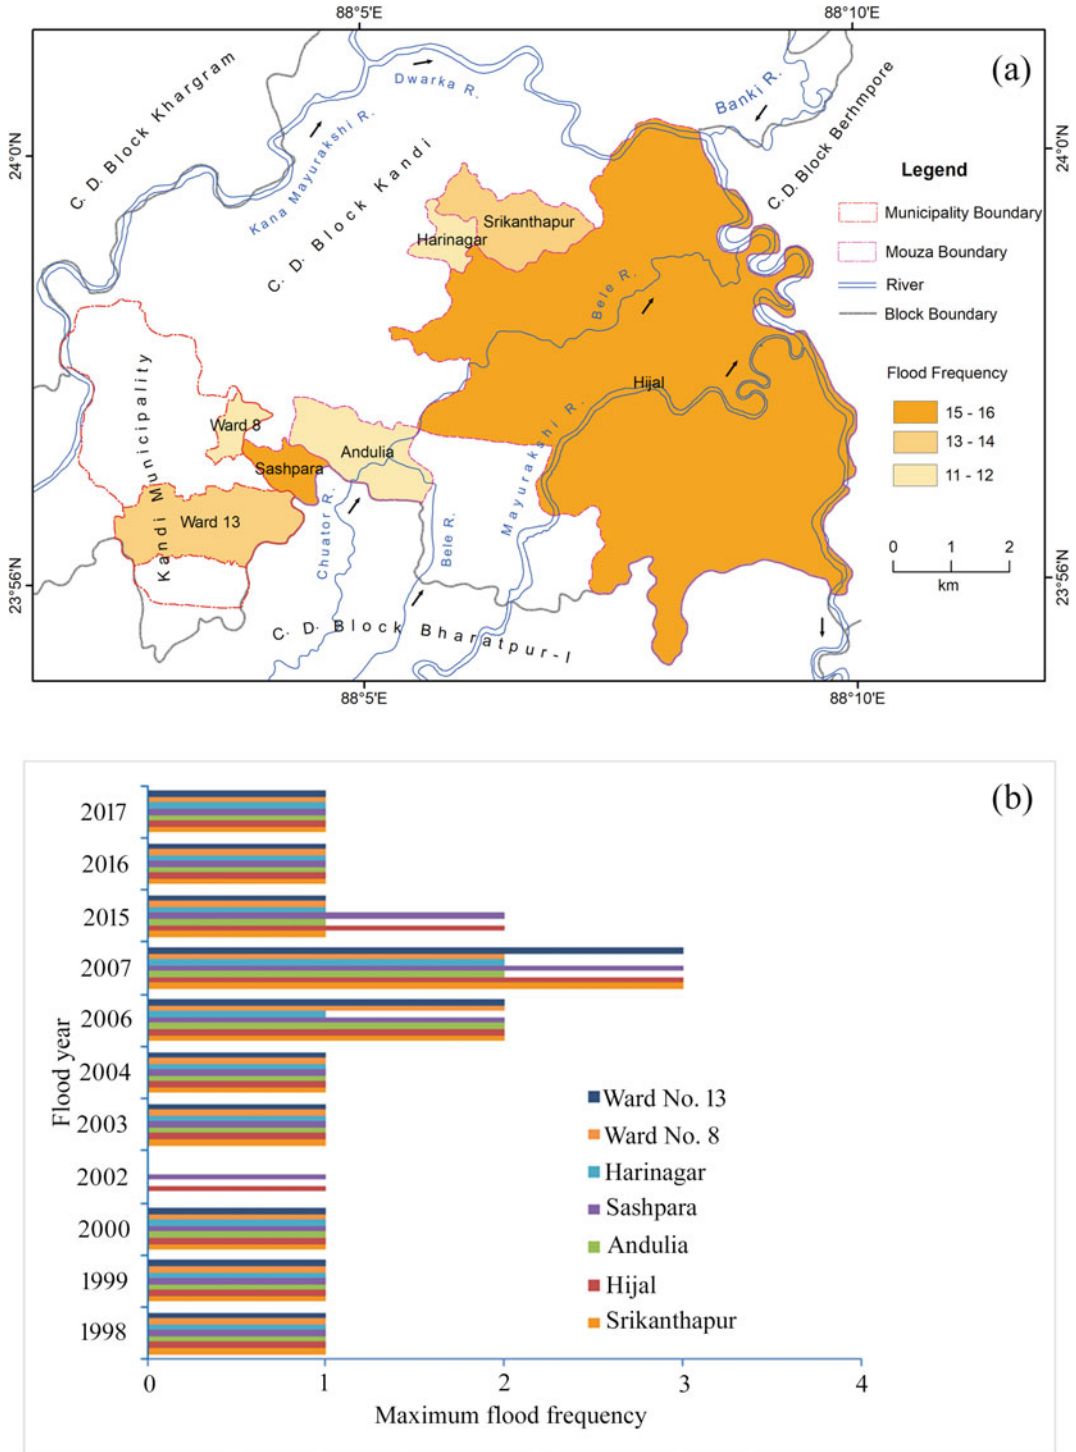 88°5'E
88°10'E
(a)
C. D. Block Khargram
Dwarka R.
Banki R.
C.D. Block Berhmpore
Kana Mayurakshi R.
C. D. Block Kandi
24°0'N
24°0'N
Legend
Municipality Boundary
Mouza Boundary
River
Block Boundary
Srikanthapur
Harinagar
Bele R.
Hijal
Flood Frequency
15 - 16
13 - 14
11 - 12
0 1 2
km
Kandi Municipality
Ward 8
Andulia
Sashpara
Ward 13
Mayurakshi R.
Chuator R.
Bele R.
23°56'N
23°56'N
C. D. Block Bharatpur-I
88°5'E
88°10'E
(b)
2017
2016
2015
2007
2006
2004
2003
2002
2000
1999
1998
Flood year
Ward No. 13
Ward No. 8
Harinagar
Sashpara
Andulia
Hijal
Srikanthapur
0 1 2 3 4
Maximum flood frequency